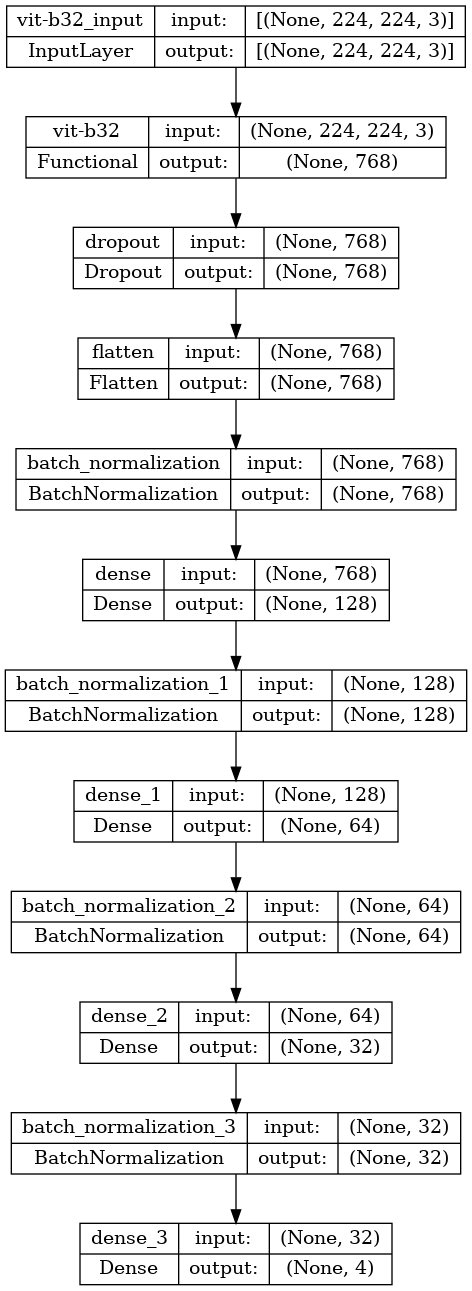 vit-b32_input input: [(None, 224, 224, 3)]
InputLayer output: [(None, 224, 224, 3)]
vit-b32 input: (None, 224, 224, 3)
Functional output: (None, 768)
dropout input: (None, 768)
Dropout output: (None, 768)
flatten input: (None, 768)
Flatten output: (None, 768)
batch_normalization input: (None, 768)
BatchNormalization output: (None, 768)
dense input: (None, 768)
Dense output: (None, 128)
batch_normalization_1 input: (None, 128)
BatchNormalization output: (None, 128)
dense_1 input: (None, 128)
Dense output: (None, 64)
batch_normalization_2 input: (None, 64)
BatchNormalization output: (None, 64)
dense_2 input: (None, 64)
Dense output: (None, 32)
batch_normalization_3 input: (None, 32)
BatchNormalization output: (None, 32)
dense_3 input: (None, 32)
Dense output: (None, 4)